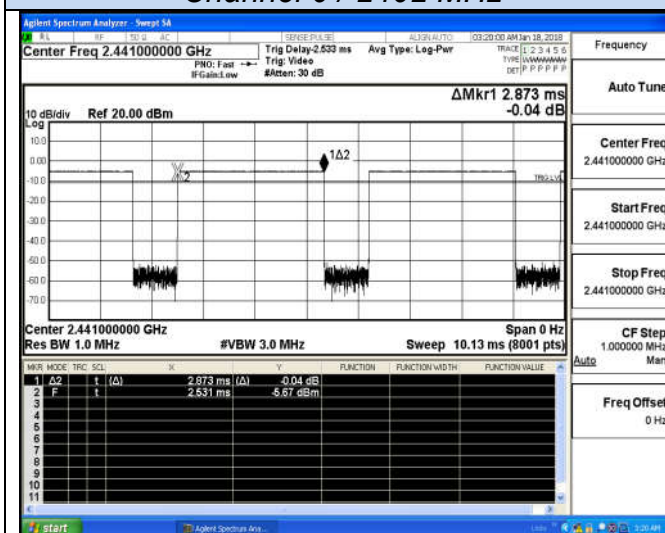 Agilent Spectrum Analyzer - Swept SA
RL RF 50 Ω AC SENSE:PULSE ALIGN AUTO 03:20:00 AM Jan 18, 2018
Center Freq 2.441000000 GHz
PNO: Fast
IFGain:Low
Trig Delay-2.533 ms
Trig: Video
#Atten: 30 dB
Avg Type: Log-Pwr
TRACE 1 2 3 4 5 6
TYPE
DET P P P P P P
ΔMkr1 2.873 ms
-0.04 dB
10 dB/div Ref 20.00 dBm
Log
10.0
0.00
-10.0
-20.0
-30.0
-40.0
-50.0
-60.0
-70.0
1Δ2
2
TRIG LVL
Center 2.441000000 GHz Span 0 Hz
Res BW 1.0 MHz #VBW 3.0 MHz Sweep 10.13 ms (8001 pts)
MKR MODE TRC SCL X Y FUNCTION FUNCTION WIDTH FUNCTION VALUE
1 Δ2 t (Δ) 2.873 ms (Δ) -0.04 dB
2 F t 2.531 ms -5.67 dBm
3
4
5
6
7
8
9
10
11
Frequency
Auto Tune
Center Freq
2.441000000 GHz
Start Freq
2.441000000 GHz
Stop Freq
2.441000000 GHz
CF Step
1.000000 MHz
Auto Man
Freq Offset
0 Hz
start Agilent Spectrum Ana... 3:20 AM